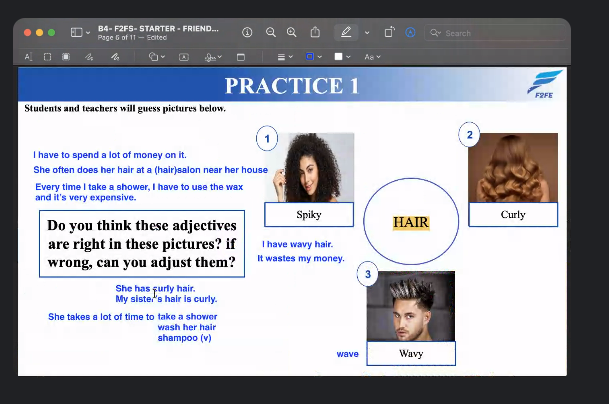 B4- F2FS- STARTER - FRIEND...
Page 6 of 11 — Edited
Search
Aa
PRACTICE 1
F2FE
Students and teachers will guess pictures below.
1
2
I have to spend a lot of money on it.
She often does her hair at a (hair)salon near her house
Every time I take a shower, I have to use the wax
and it's very expensive.
Spiky
HAIR
Curly
Do you think these adjectives
are right in these pictures? if
wrong, can you adjust them?
I have wavy hair.
It wastes my money.
3
She has curly hair.
My sister's hair is curly.
She takes a lot of time to take a shower
wash her hair
shampoo (v)
wave
Wavy